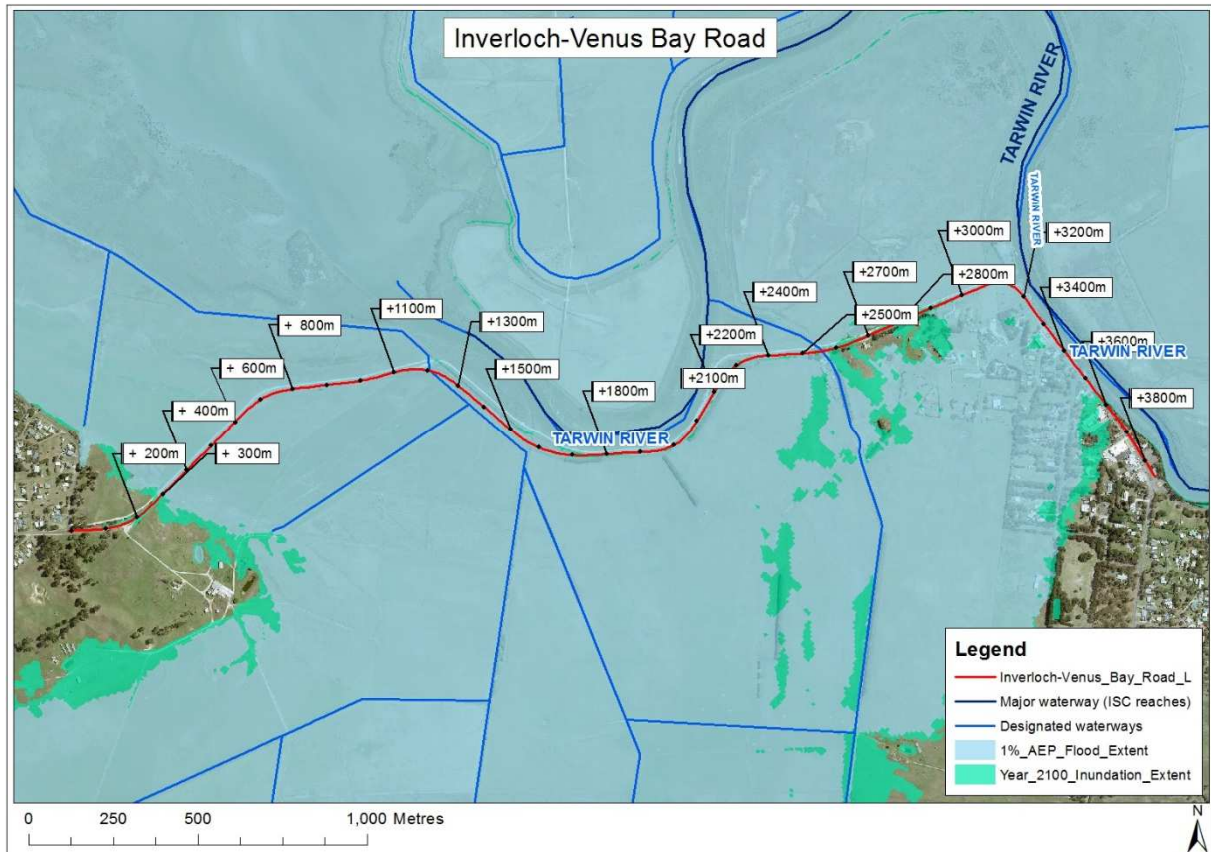 Inverloch-Venus Bay Road
TARWIN RIVER
TARWIN RIVER
+3000m
+3200m
+2700m
+2800m
+3400m
+2400m
+2500m
+1100m
+1300m
+ 800m
+2200m
+3600m
TARWIN RIVER
+ 600m
+1500m
+2100m
+ 400m
+1800m
+3800m
TARWIN RIVER
+ 200m
+ 300m
Legend
Inverloch-Venus_Bay_Road_L
Major waterway (ISC reaches)
Designated waterways
1%_AEP_Flood_Extent
Year_2100_Inundation_Extent
0 250 500 1,000 Metres
N